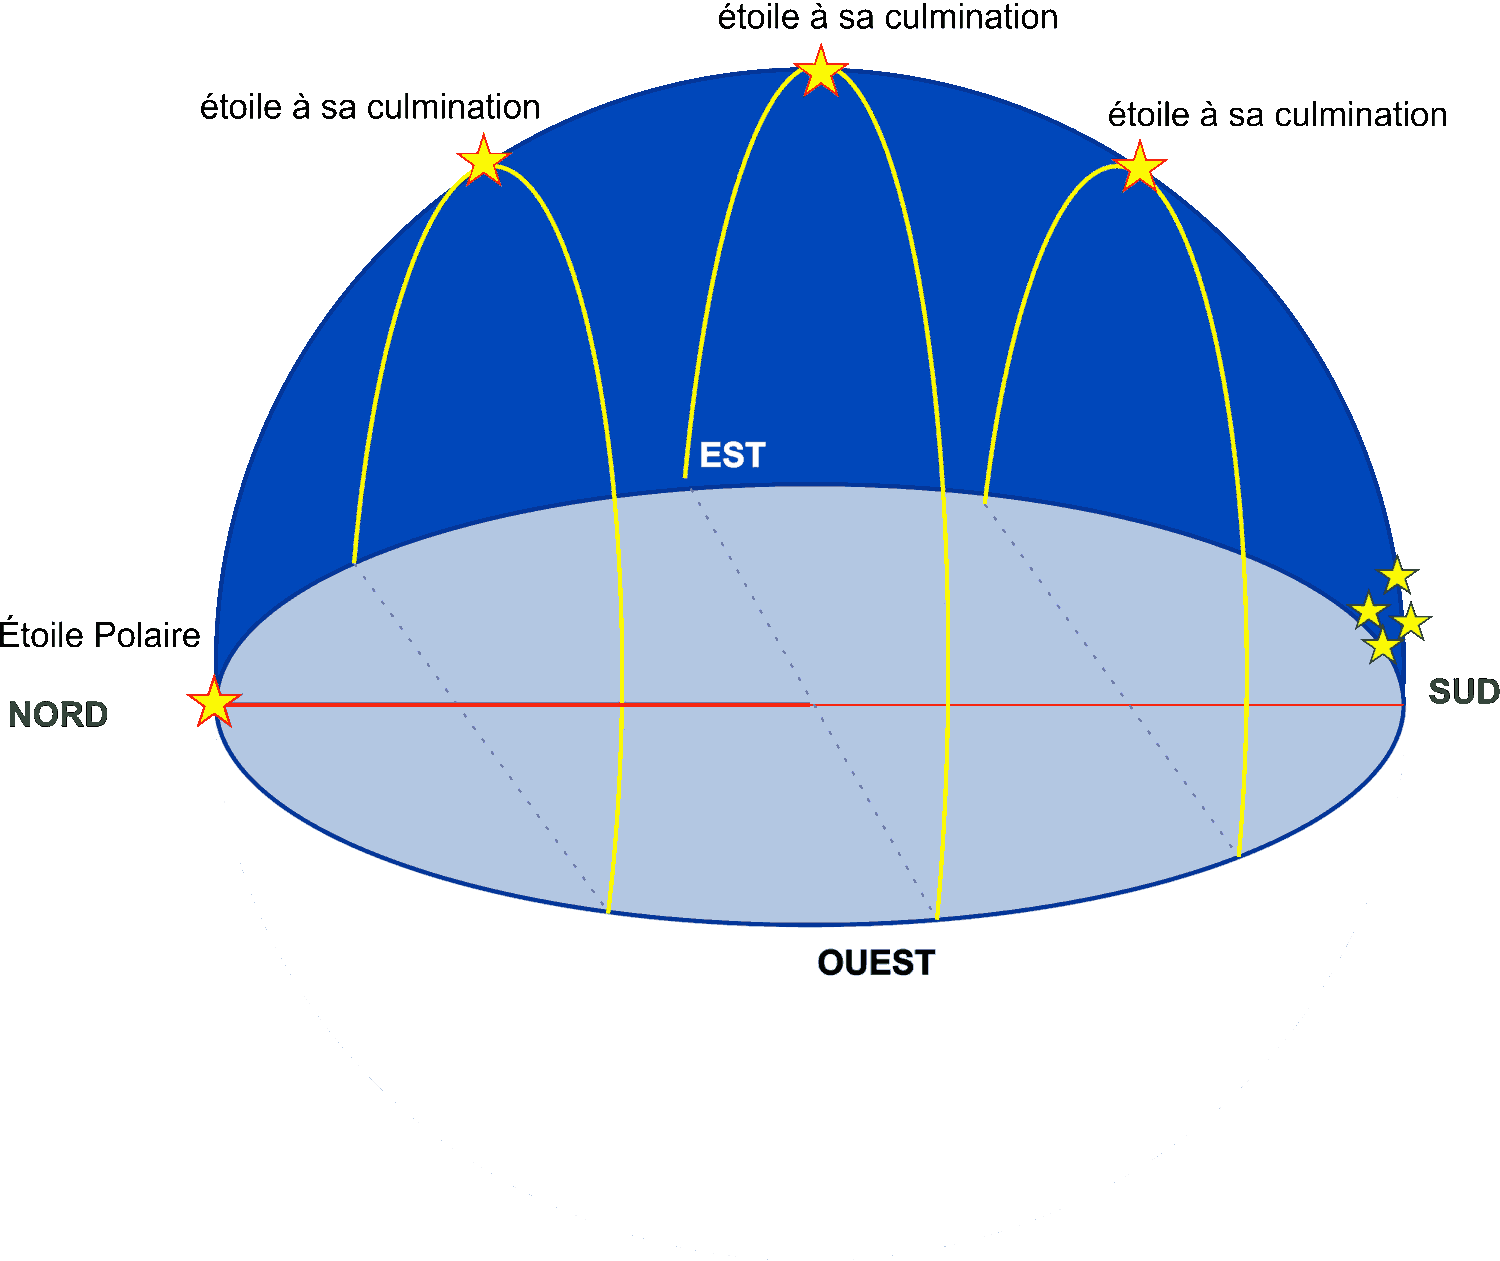 étoile à sa culmination
étoile à sa culmination
étoile à sa culmination
EST
Étoile Polaire
NORD
SUD
OUEST